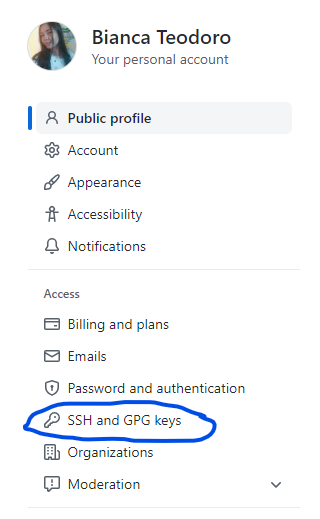 Bianca Teodoro
Your personal account
Public profile
Account
Appearance
Accessibility
Notifications
Access
Billing and plans
Emails
Password and authentication
SSH and GPG keys
Organizations
Moderation